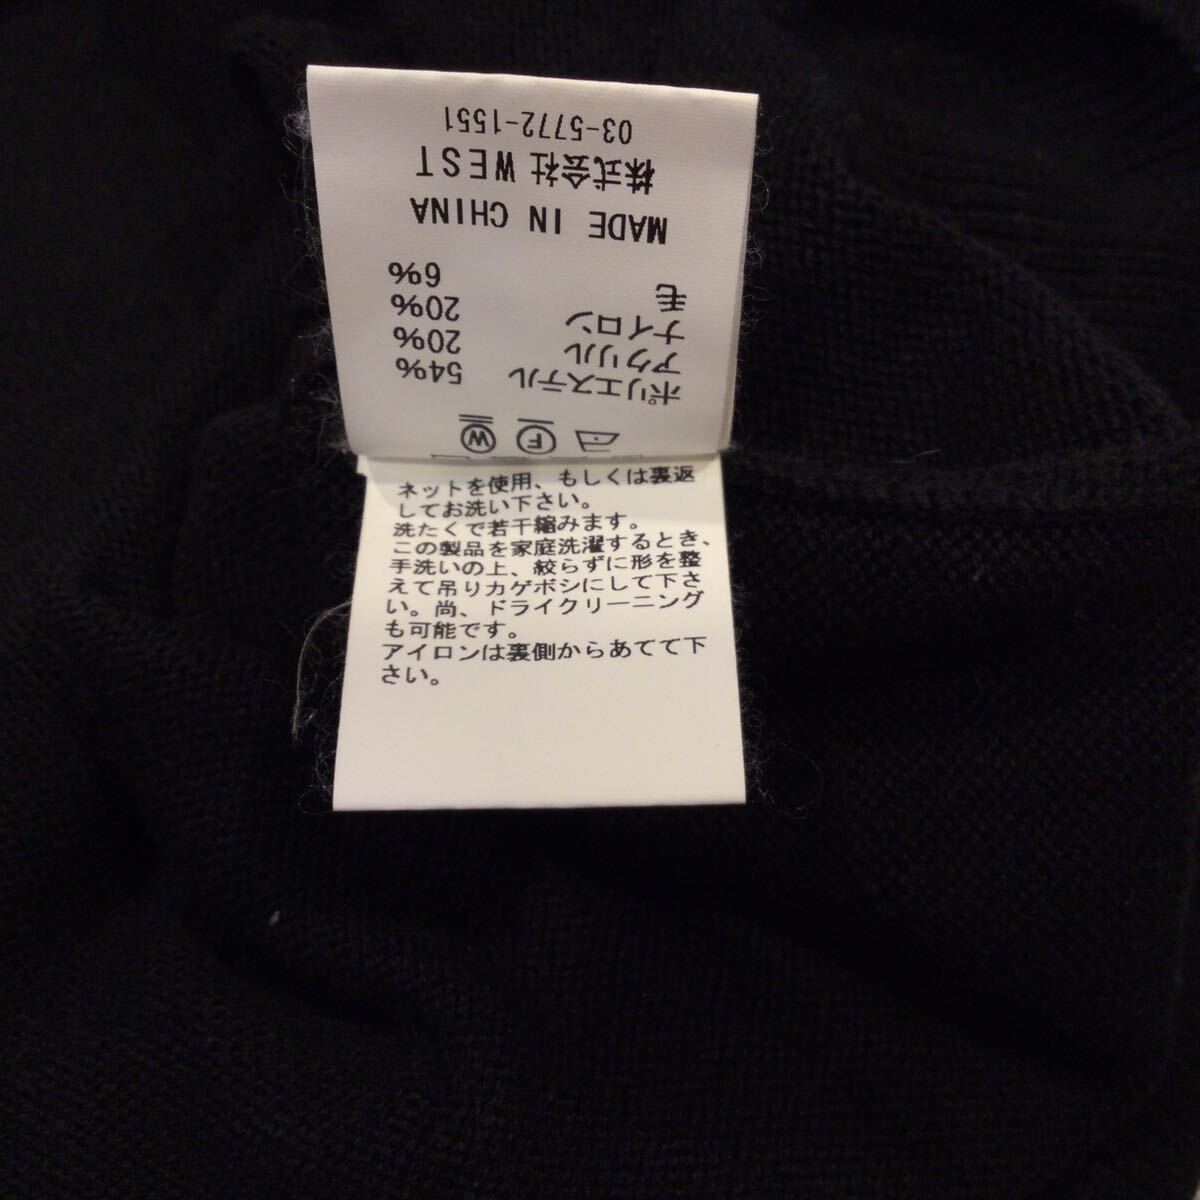 W F
ポリエステル 54%
アクリル 20%
ナイロン 20%
毛 6%
MADE IN CHINA
株式会社 WEST
03-5772-1551
ネットを使用、もしくは裏返
してお洗い下さい。
洗たくで若干縮みます。
この製品を家庭洗濯するとき、
手洗いの上、絞らずに形を整
えて吊りカゲボシにして下さ
い。尚、ドライクリーニング
も可能です。
アイロンは裏側からあてて下
さい。